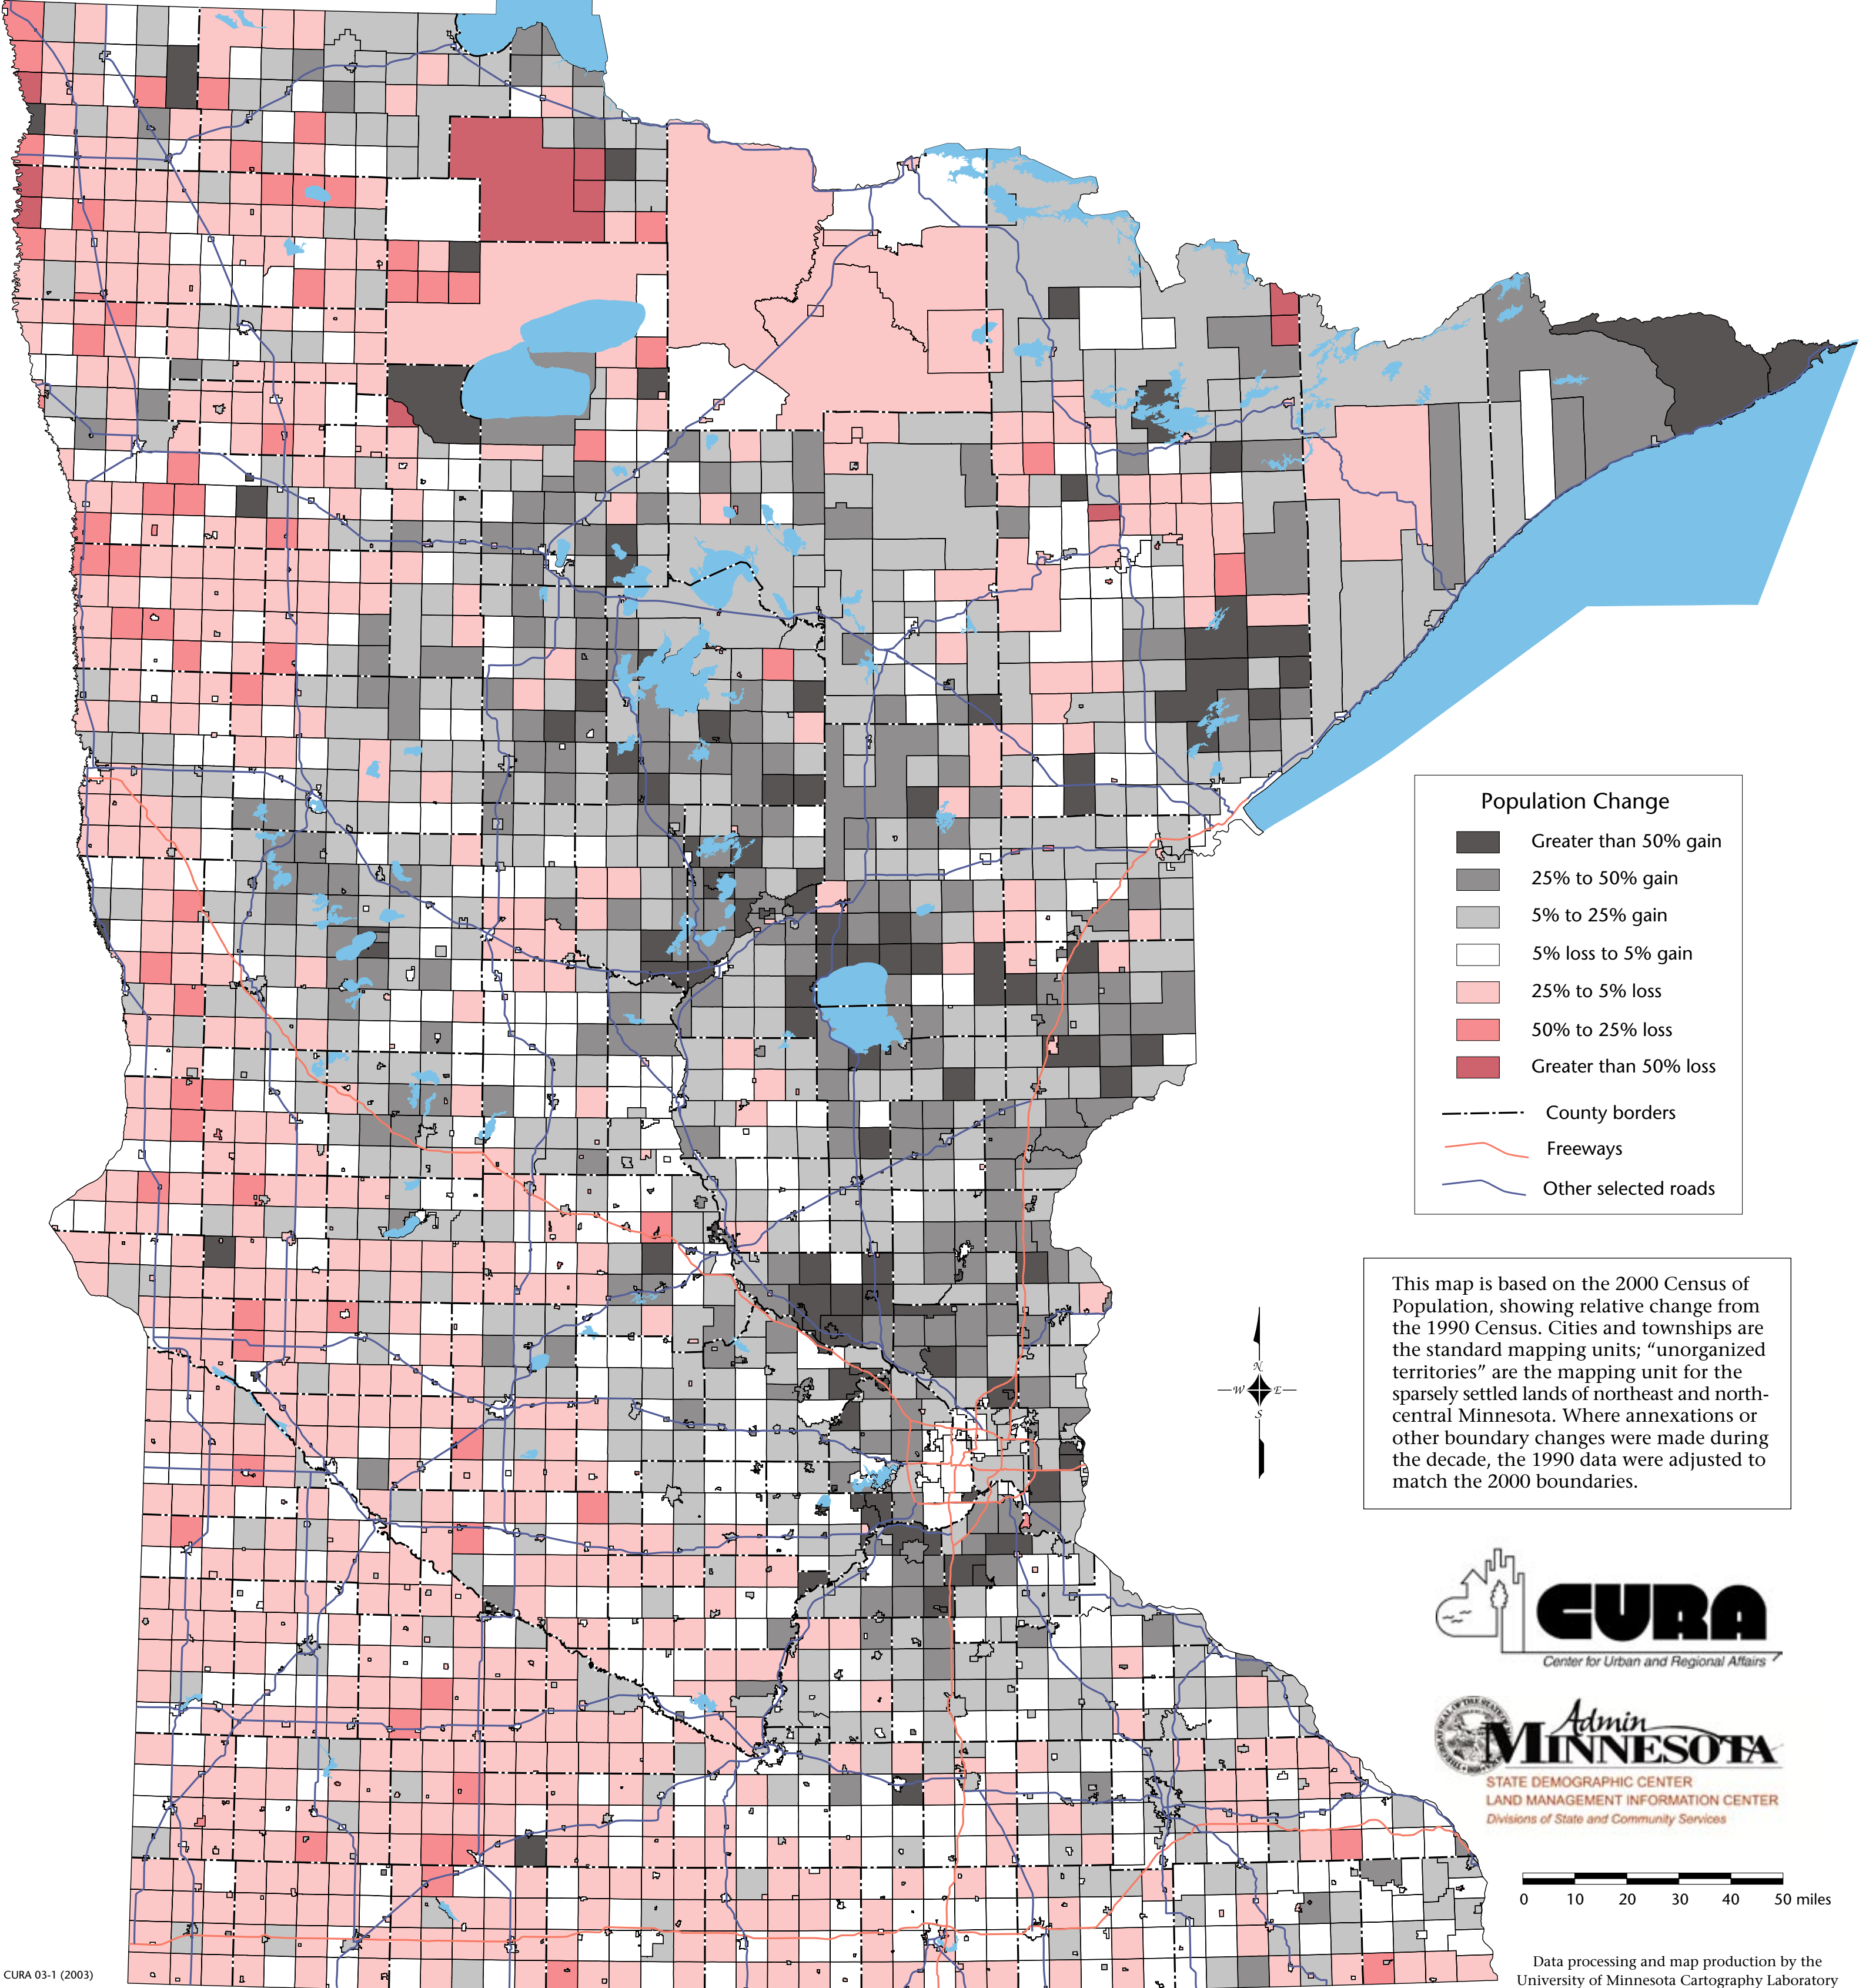 Population Change
Greater than 50% gain
25% to 50% gain
5% to 25% gain
5% loss to 5% gain
25% to 5% loss
50% to 25% loss
Greater than 50% loss
County borders
Freeways
Other selected roads
This map is based on the 2000 Census of
Population, showing relative change from
the 1990 Census. Cities and townships are
the standard mapping units; “unorganized
territories” are the mapping unit for the
sparsely settled lands of northeast and north-
central Minnesota. Where annexations or
other boundary changes were made during
the decade, the 1990 data were adjusted to
match the 2000 boundaries.
N
W E
S
CURA
Center for Urban and Regional Affairs
Admin
MINNESOTA
STATE DEMOGRAPHIC CENTER
LAND MANAGEMENT INFORMATION CENTER
Divisions of State and Community Services
0 10 20 30 40 50 miles
Data processing and map production by the
University of Minnesota Cartography Laboratory
CURA 03-1 (2003)